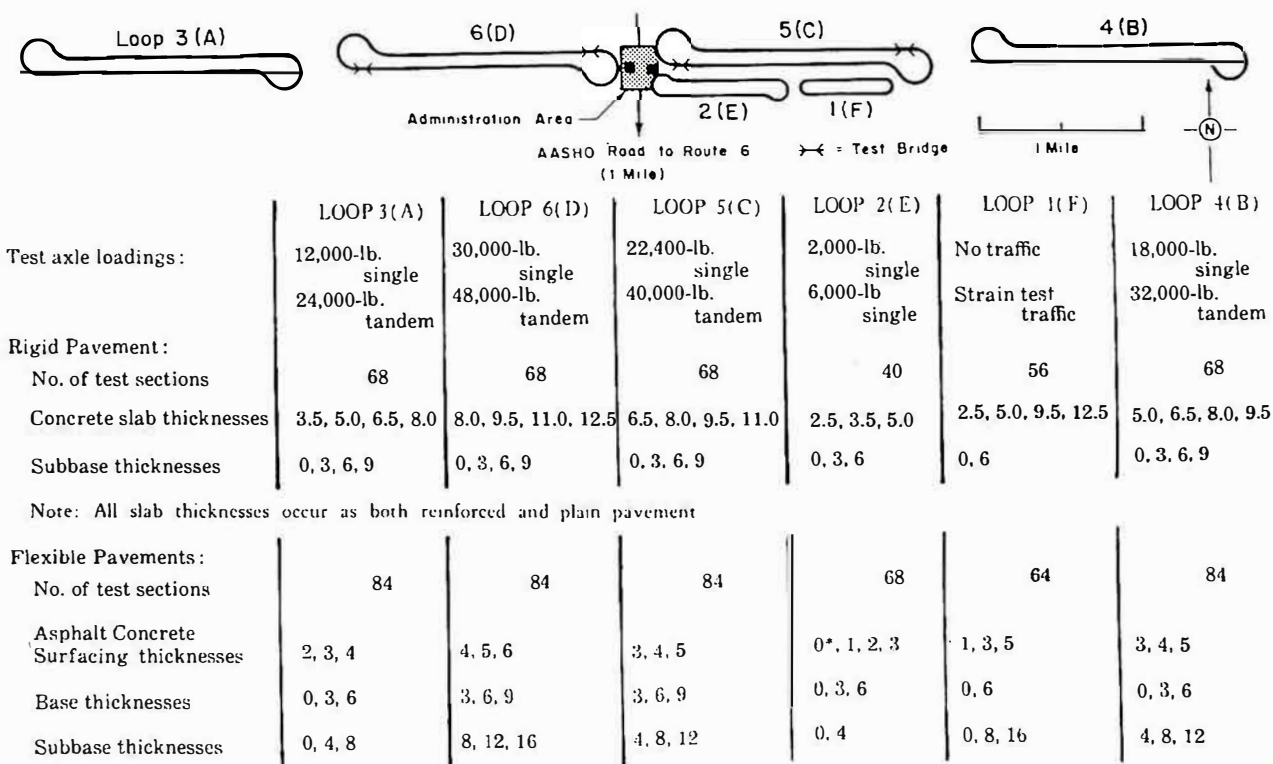 Loop 3(A)
6(D)
5(C)
4(B)
2(E)
1(F)
Administration Area
AASHO Road to Route 6
(1 Mile)
= Test Bridge
1 Mile
N
LOOP 3(A) LOOP 6(D) LOOP 5(C) LOOP 2(E) LOOP 1(F) LOOP 4(B)
Test axle loadings: 12,000-lb. 30,000-lb. 22,400-lb. 2,000-lb. No traffic 18,000-lb.
single single single single single
24,000-lb. 48,000-lb. 40,000-lb. 6,000-lb Strain test 32,000-lb.
tandem tandem tandem single traffic tandem
Rigid Pavement:
No. of test sections 68 68 68 40 56 68
Concrete slab thicknesses 3.5, 5.0, 6.5, 8.0 8.0, 9.5, 11.0, 12.5 6.5, 8.0, 9.5, 11.0 2.5, 3.5, 5.0 2.5, 5.0, 9.5, 12.5 5.0, 6.5, 8.0, 9.5
Subbase thicknesses 0, 3, 6, 9 0, 3, 6, 9 0, 3, 6, 9 0, 3, 6 0, 6 0, 3, 6, 9
Note: All slab thicknesses occur as both reinforced and plain pavement
Flexible Pavements:
No. of test sections 84 84 84 68 64 84
Asphalt Concrete
Surfacing thicknesses 2, 3, 4 4, 5, 6 3, 4, 5 0*, 1, 2, 3 1, 3, 5 3, 4, 5
Base thicknesses 0, 3, 6 3, 6, 9 3, 6, 9 0, 3, 6 0, 6 0, 3, 6
Subbase thicknesses 0, 4, 8 8, 12, 16 4, 8, 12 0, 4 0, 8, 16 4, 8, 12